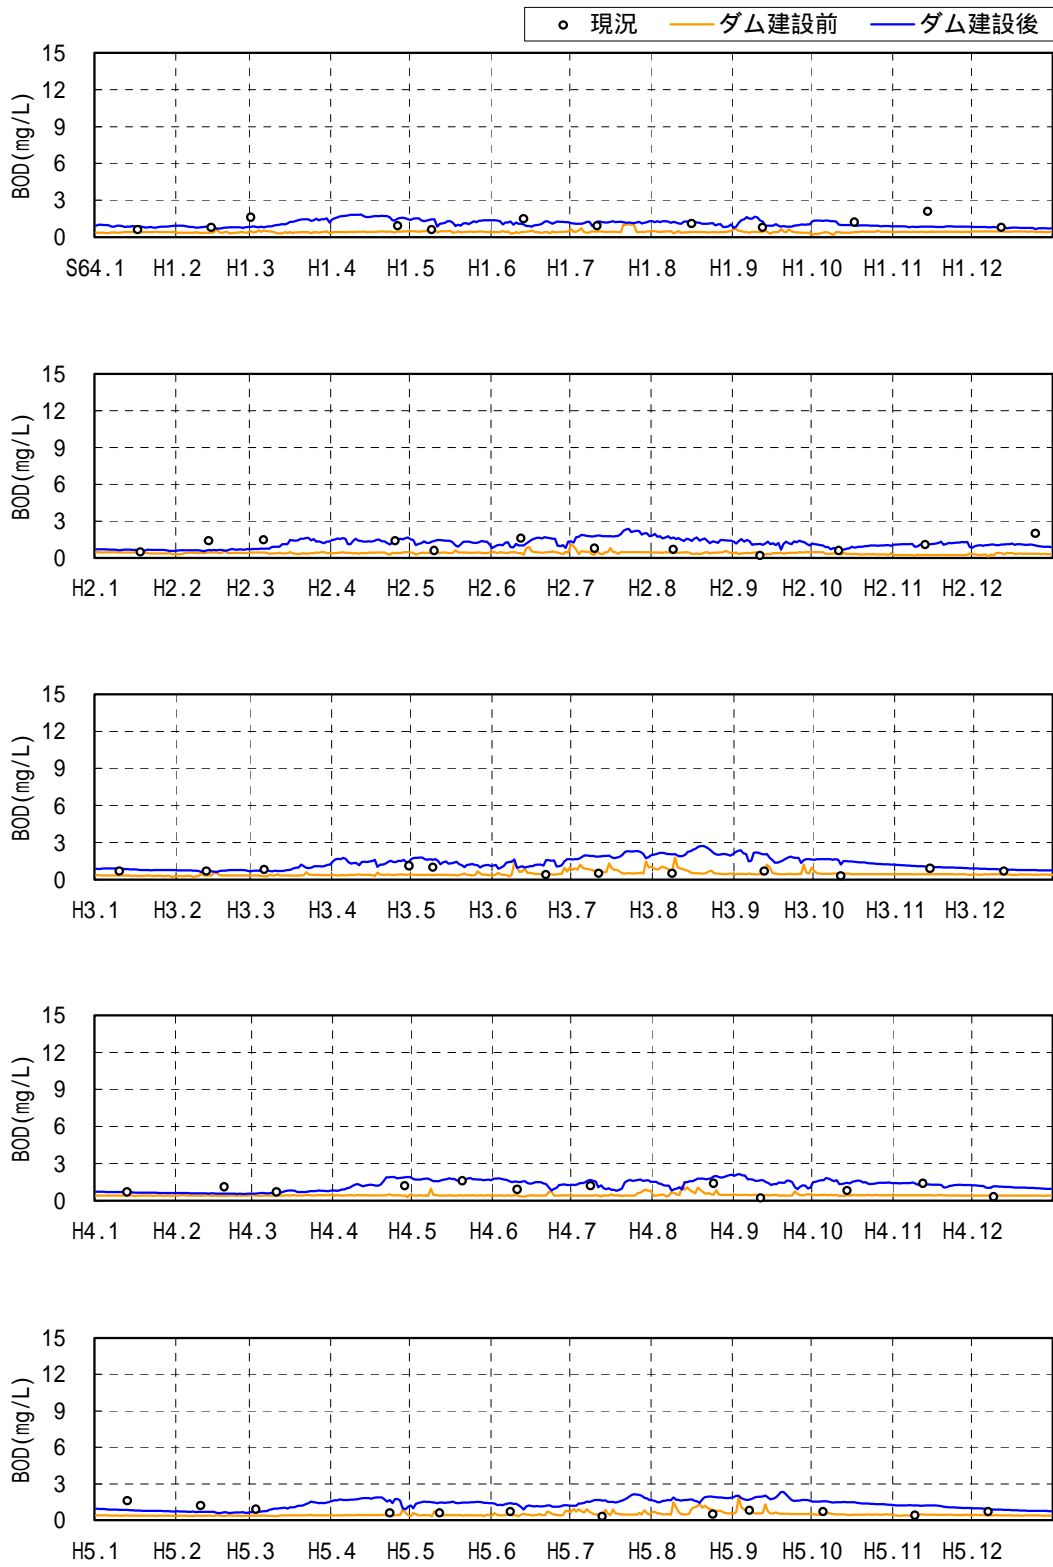 現況 ダム建設前 ダム建設後
BOD(mg/L)
15
12
9
6
3
0
S64.1 H1.2 H1.3 H1.4 H1.5 H1.6 H1.7 H1.8 H1.9 H1.10 H1.11 H1.12
BOD(mg/L)
15
12
9
6
3
0
H2.1 H2.2 H2.3 H2.4 H2.5 H2.6 H2.7 H2.8 H2.9 H2.10 H2.11 H2.12
BOD(mg/L)
15
12
9
6
3
0
H3.1 H3.2 H3.3 H3.4 H3.5 H3.6 H3.7 H3.8 H3.9 H3.10 H3.11 H3.12
BOD(mg/L)
15
12
9
6
3
0
H4.1 H4.2 H4.3 H4.4 H4.5 H4.6 H4.7 H4.8 H4.9 H4.10 H4.11 H4.12
BOD(mg/L)
15
12
9
6
3
0
H5.1 H5.2 H5.3 H5.4 H5.5 H5.6 H5.7 H5.8 H5.9 H5.10 H5.11 H5.12